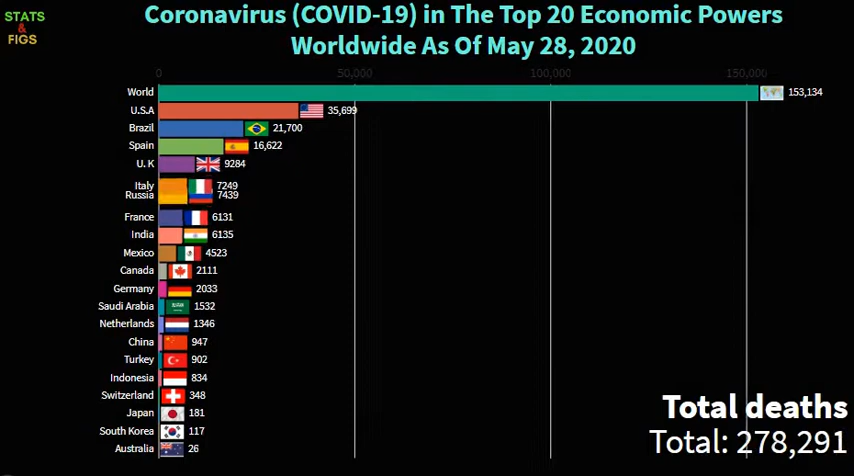 STATS
&
FIGS
Coronavirus (COVID-19) in The Top 20 Economic Powers
Worldwide As Of May 28, 2020
0 50,000 100,000 150,000
World 153,134
U.S.A 35,699
Brazil 21,700
Spain 16,622
U. K 9284
Italy 7249
Russia 7439
France 6131
India 6135
Mexico 4523
Canada 2111
Germany 2033
Saudi Arabia 1532
Netherlands 1346
China 947
Turkey 902
Indonesia 834
Switzerland 348
Japan 181
South Korea 117
Australia 26
Total deaths
Total: 278,291